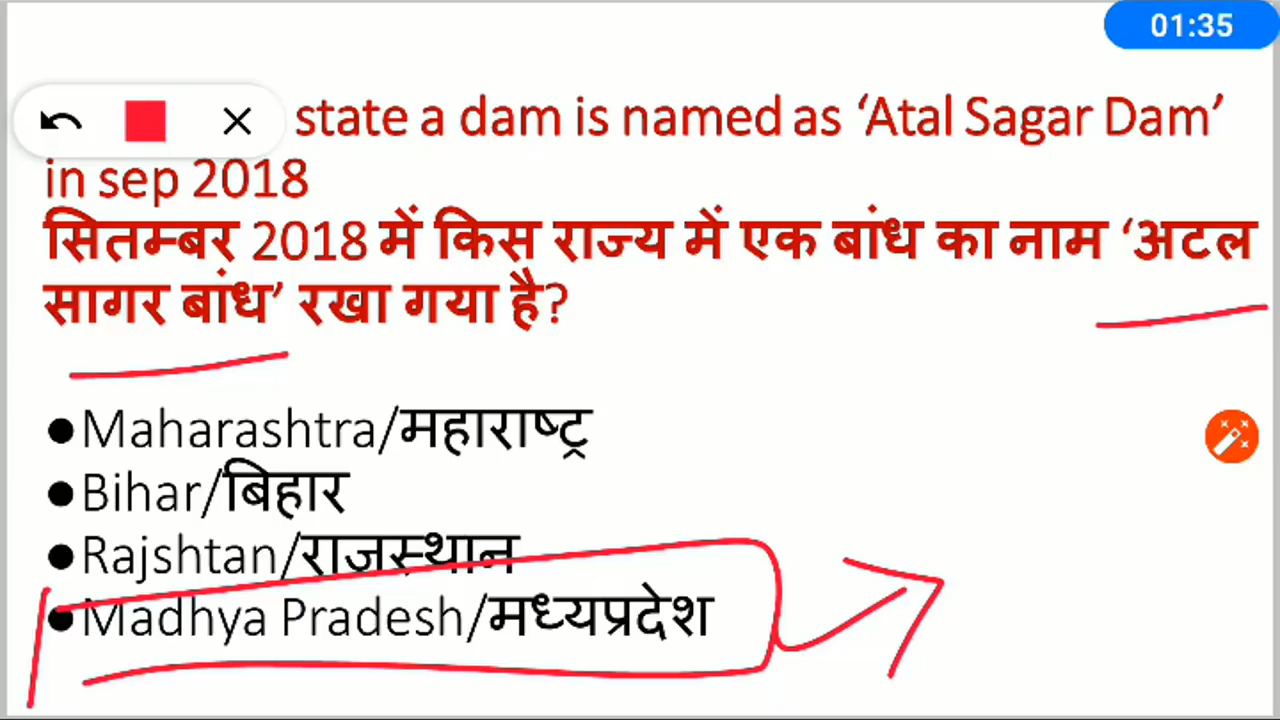 01:35
state a dam is named as ‘Atal Sagar Dam’
in sep 2018
सितम्बर 2018 में किस राज्य में एक बांध का नाम ‘अटल
सागर बांध’ रखा गया है?
●Maharashtra/महाराष्ट्र
●Bihar/बिहार
●Rajshtan/राजस्थान
●Madhya Pradesh/मध्यप्रदेश